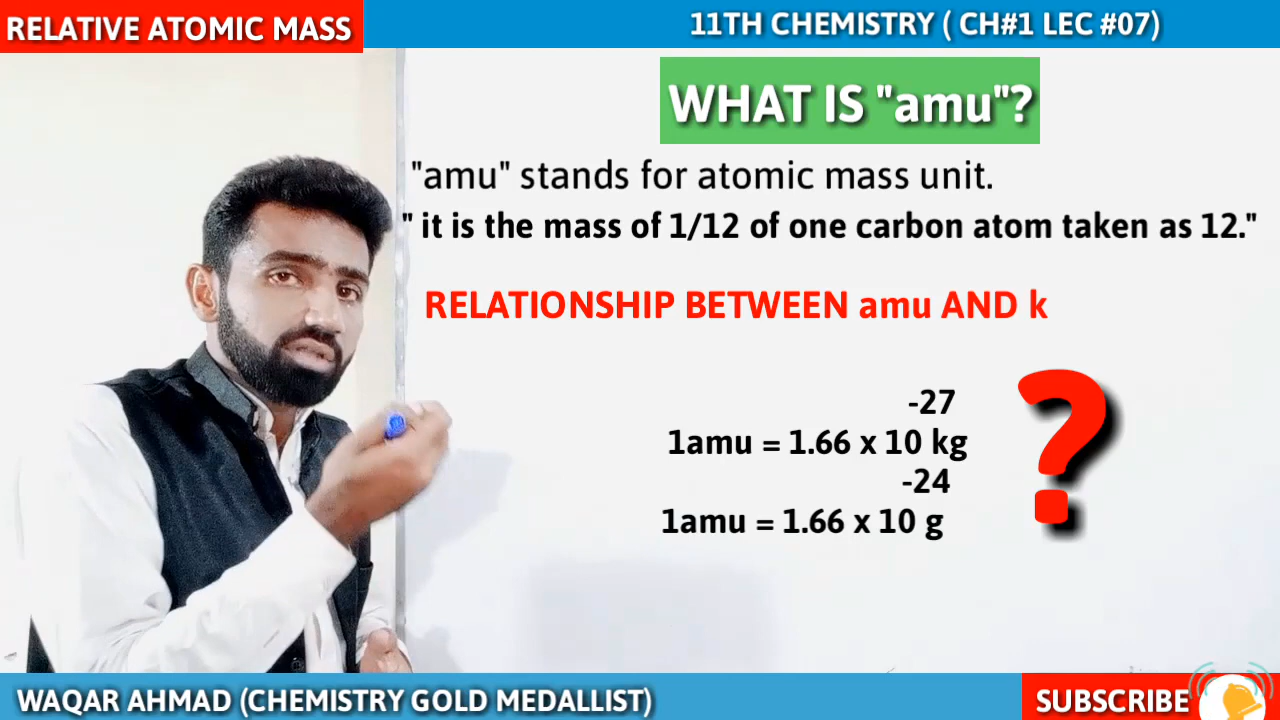 RELATIVE ATOMIC MASS
11TH CHEMISTRY ( CH#1 LEC #07)
WHAT IS "amu"?
"amu" stands for atomic mass unit.
" it is the mass of 1/12 of one carbon atom taken as 12."
RELATIONSHIP BETWEEN amu AND k
-27
1amu = 1.66 x 10 kg
-24
1amu = 1.66 x 10 g
?
WAQAR AHMAD (CHEMISTRY GOLD MEDALLIST)
SUBSCRIBE